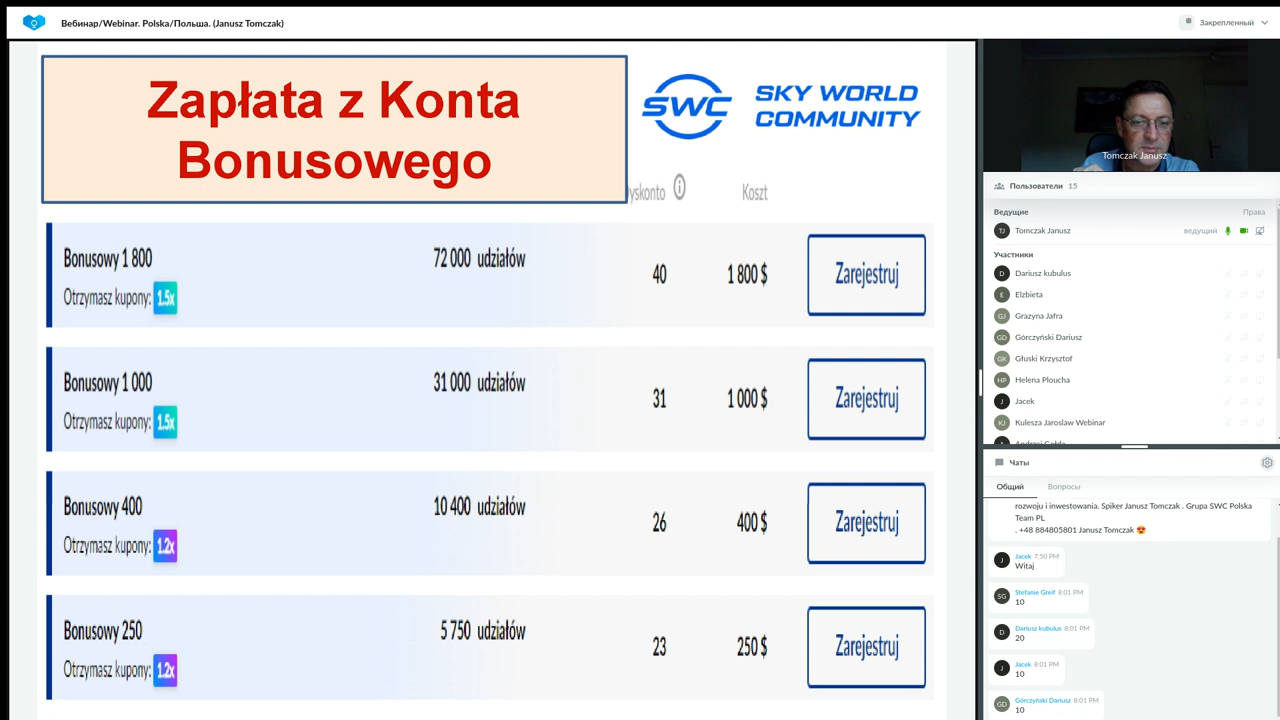 Вебинар/Webinar. Polska/Польша. (Janusz Tomczak)
Закрепленный
Zapłata z Konta
Bonusowego
SWC
SKY WORLD
COMMUNITY
Koszt
Bonusowy 1 800
72 000 udziałów
Otrzymasz kupony: 1.5x
40
1 800 $
Zarejestruj
Bonusowy 1 000
31 000 udziałów
Otrzymasz kupony: 1.5x
31
1 000 $
Zarejestruj
Bonusowy 400
10 400 udziałów
Otrzymasz kupony: 1.2x
26
400 $
Zarejestruj
Bonusowy 250
5 750 udziałów
Otrzymasz kupony: 1.2x
23
250 $
Zarejestruj
Tomczak Janusz
Пользователи 15
Ведущие
Права
TJ Tomczak Janusz ведущий
Участники
D Dariusz kubulus
E Elzbieta
GJ Grazyna Jafra
GD Górczyński Dariusz
GK Głuski Krzysztof
HP Helena Ploucha
J Jacek
KJ Kulesza Jaroslaw Webinar
Чаты
Общий Вопросы
rozwoju i inwestowania. Spiker Janusz Tomczak . Grupa SWC Polska
Team PL
. +48 884805801 Janusz Tomczak 😍
J Jacek 7:50 PM
Witaj
SG Stefanie Greif 8:01 PM
10
D Dariusz kubulus 8:01 PM
20
J Jacek 8:01 PM
10
GD Górczyński Dariusz 8:01 PM
10